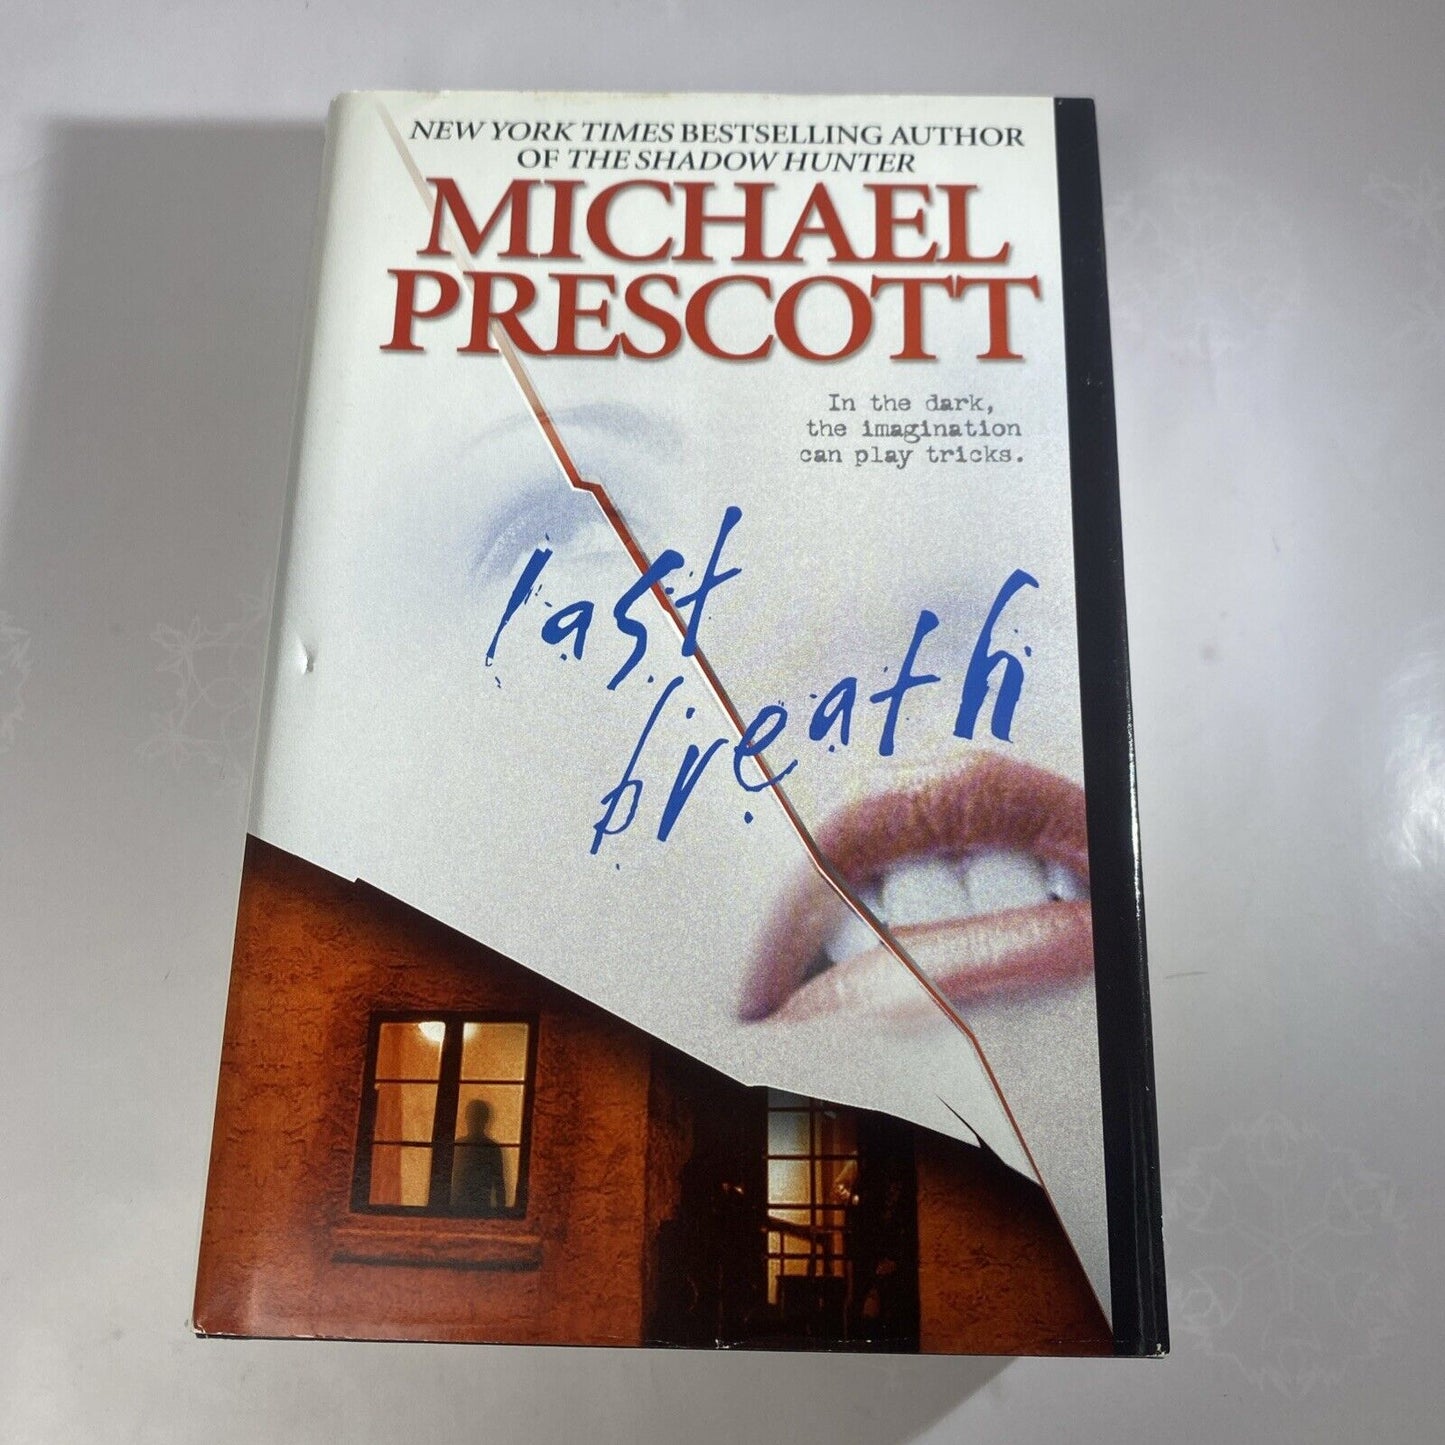 NEW YORK TIMES BESTSELLING AUTHOR
OF THE SHADOW HUNTER
MICHAEL
PRESCOTT
In the dark,
the imagination
can play tricks.
last
breath